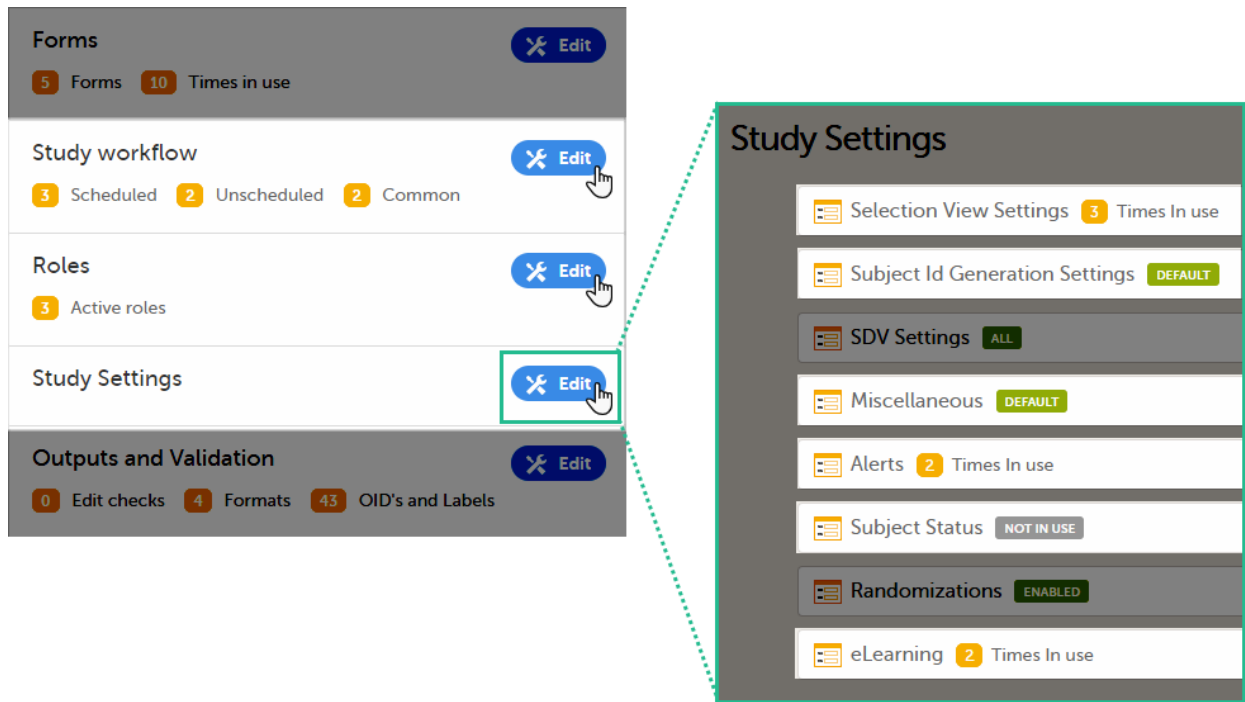 Forms
Edit
5 Forms 10 Times in use
Study workflow
Edit
3 Scheduled 2 Unscheduled 2 Common
Roles
Edit
3 Active roles
Study Settings
Edit
Outputs and Validation
Edit
0 Edit checks 4 Formats 43 OID's and Labels
Study Settings
Selection View Settings 3 Times In use
Subject Id Generation Settings DEFAULT
SDV Settings ALL
Miscellaneous DEFAULT
Alerts 2 Times In use
Subject Status NOT IN USE
Randomizations ENABLED
eLearning 2 Times In use